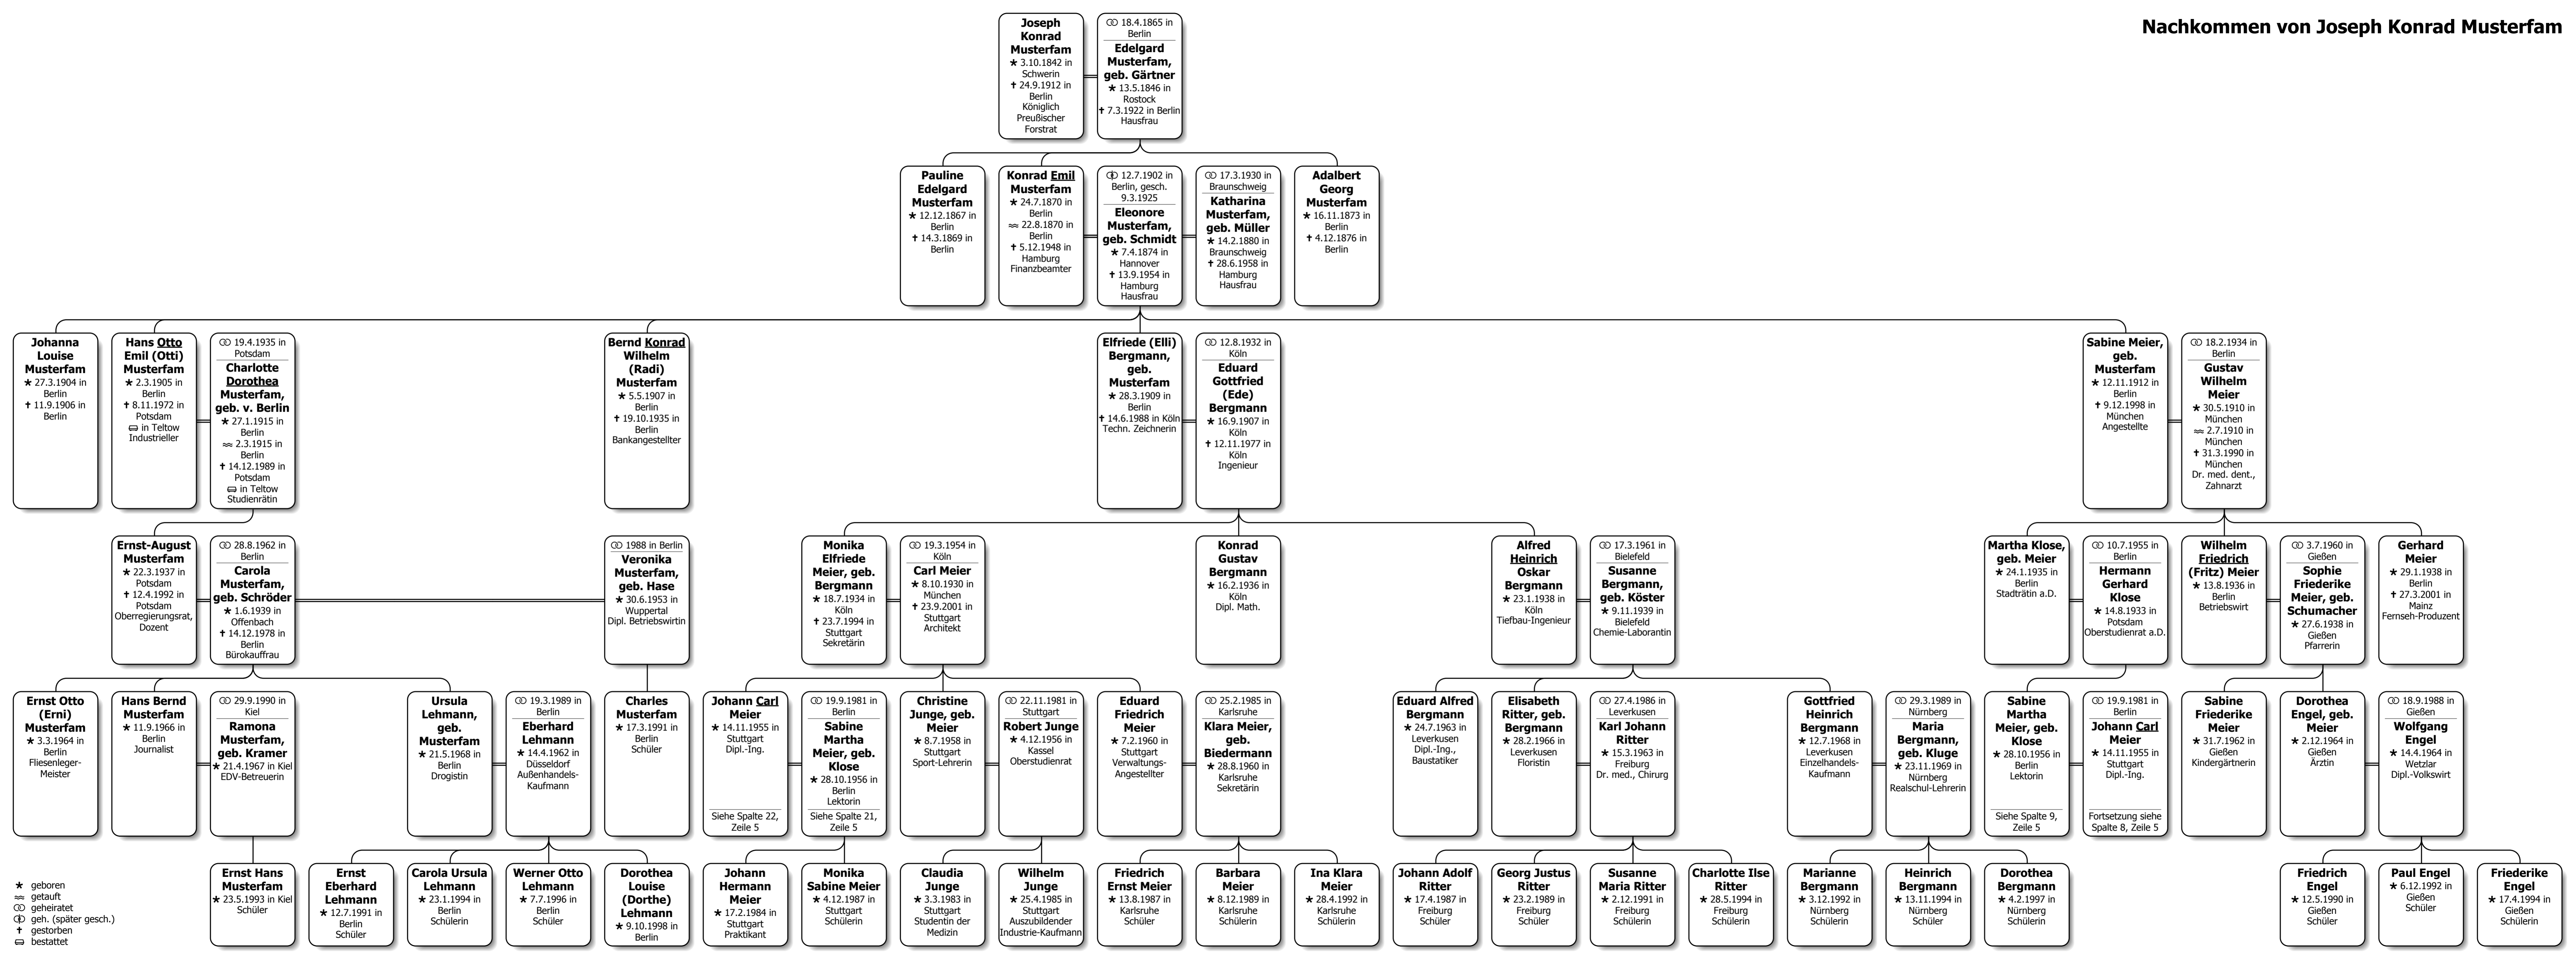 Nachkommen von Joseph Konrad Musterfam
Joseph
Konrad
Musterfam
★ 3.10.1842 in
Schwerin
✝ 24.9.1912 in
Berlin
Königlich
Preußischer
Forstrat
⚭ 18.4.1865 in
Berlin
Edelgard
Musterfam,
geb. Gärtner
★ 13.5.1846 in
Rostock
✝ 7.3.1922 in Berlin
Hausfrau
Pauline
Edelgard
Musterfam
★ 12.12.1867 in
Berlin
✝ 14.3.1869 in
Berlin
Konrad Emil
Musterfam
★ 24.7.1870 in
Berlin
≈ 22.8.1870 in
Berlin
✝ 5.12.1948 in
Hamburg
Finanzbeamter
12.7.1902 in
Berlin, gesch.
9.3.1925
Eleonore
Musterfam,
geb. Schmidt
★ 7.4.1874 in
Hannover
✝ 13.9.1954 in
Hamburg
Hausfrau
⚭ 17.3.1930 in
Braunschweig
Katharina
Musterfam,
geb. Müller
★ 14.2.1880 in
Braunschweig
✝ 28.6.1958 in
Hamburg
Hausfrau
Adalbert
Georg
Musterfam
★ 16.11.1873 in
Berlin
✝ 4.12.1876 in
Berlin
Johanna
Louise
Musterfam
★ 27.3.1904 in
Berlin
✝ 11.9.1906 in
Berlin
Hans Otto
Emil (Otti)
Musterfam
★ 2.3.1905 in
Berlin
✝ 8.11.1972 in
Potsdam
in Teltow
Industrieller
⚭ 19.4.1935 in
Potsdam
Charlotte
Dorothea
Musterfam,
geb. v. Berlin
★ 27.1.1915 in
Berlin
≈ 2.3.1915 in
Berlin
✝ 14.12.1989 in
Potsdam
in Teltow
Studienrätin
Bernd Konrad
Wilhelm
(Radi)
Musterfam
★ 5.5.1907 in
Berlin
✝ 19.10.1935 in
Berlin
Bankangestellter
Elfriede (Elli)
Bergmann,
geb.
Musterfam
★ 28.3.1909 in
Berlin
✝ 14.6.1988 in Köln
Techn. Zeichnerin
⚭ 12.8.1932 in
Köln
Eduard
Gottfried
(Ede)
Bergmann
★ 16.9.1907 in
Köln
✝ 12.11.1977 in
Köln
Ingenieur
Sabine Meier,
geb.
Musterfam
★ 12.11.1912 in
Berlin
✝ 9.12.1998 in
München
Angestellte
⚭ 18.2.1934 in
Berlin
Gustav
Wilhelm
Meier
★ 30.5.1910 in
München
≈ 2.7.1910 in
München
✝ 31.3.1990 in
München
Dr. med. dent.,
Zahnarzt
Ernst-August
Musterfam
★ 22.3.1937 in
Potsdam
✝ 12.4.1992 in
Potsdam
Oberregierungsrat,
Dozent
⚭ 28.8.1962 in
Berlin
Carola
Musterfam,
geb. Schröder
★ 1.6.1939 in
Offenbach
✝ 14.12.1978 in
Berlin
Bürokauffrau
⚭ 1988 in Berlin
Veronika
Musterfam,
geb. Hase
★ 30.6.1953 in
Wuppertal
Dipl. Betriebswirtin
Monika
Elfriede
Meier, geb.
Bergmann
★ 18.7.1934 in
Köln
✝ 23.7.1994 in
Stuttgart
Sekretärin
⚭ 19.3.1954 in
Köln
Carl Meier
★ 8.10.1930 in
München
✝ 23.9.2001 in
Stuttgart
Architekt
Konrad
Gustav
Bergmann
★ 16.2.1936 in
Köln
Dipl. Math.
Alfred
Heinrich
Oskar
Bergmann
★ 23.1.1938 in
Köln
Tiefbau-Ingenieur
⚭ 17.3.1961 in
Bielefeld
Susanne
Bergmann,
geb. Köster
★ 9.11.1939 in
Bielefeld
Chemie-Laborantin
Martha Klose,
geb. Meier
★ 24.1.1935 in
Berlin
Stadträtin a.D.
⚭ 10.7.1955 in
Berlin
Hermann
Gerhard
Klose
★ 14.8.1933 in
Potsdam
Oberstudienrat a.D.
Wilhelm
Friedrich
(Fritz) Meier
★ 13.8.1936 in
Berlin
Betriebswirt
⚭ 3.7.1960 in
Gießen
Sophie
Friederike
Meier, geb.
Schumacher
★ 27.6.1938 in
Gießen
Pfarrerin
Gerhard
Meier
★ 29.1.1938 in
Berlin
✝ 27.3.2001 in
Mainz
Fernseh-Produzent
Ernst Otto
(Erni)
Musterfam
★ 3.3.1964 in
Berlin
Fliesenleger-
Meister
Hans Bernd
Musterfam
★ 11.9.1966 in
Berlin
Journalist
⚭ 29.9.1990 in
Kiel
Ramona
Musterfam,
geb. Kramer
★ 21.4.1967 in Kiel
EDV-Betreuerin
Ursula
Lehmann,
geb.
Musterfam
★ 21.5.1968 in
Berlin
Drogistin
⚭ 19.3.1989 in
Berlin
Eberhard
Lehmann
★ 14.4.1962 in
Düsseldorf
Außenhandels-
Kaufmann
Charles
Musterfam
★ 17.3.1991 in
Berlin
Schüler
Johann Carl
Meier
★ 14.11.1955 in
Stuttgart
Dipl.-Ing.
Siehe Spalte 22,
Zeile 5
⚭ 19.9.1981 in
Berlin
Sabine
Martha
Meier, geb.
Klose
★ 28.10.1956 in
Berlin
Lektorin
Siehe Spalte 21,
Zeile 5
Christine
Junge, geb.
Meier
★ 8.7.1958 in
Stuttgart
Sport-Lehrerin
⚭ 22.11.1981 in
Stuttgart
Robert Junge
★ 4.12.1956 in
Kassel
Oberstudienrat
Eduard
Friedrich
Meier
★ 7.2.1960 in
Stuttgart
Verwaltungs-
Angestellter
⚭ 25.2.1985 in
Karlsruhe
Klara Meier,
geb.
Biedermann
★ 28.8.1960 in
Karlsruhe
Sekretärin
Eduard Alfred
Bergmann
★ 24.7.1963 in
Leverkusen
Dipl.-Ing.,
Baustatiker
Elisabeth
Ritter, geb.
Bergmann
★ 28.2.1966 in
Leverkusen
Floristin
⚭ 27.4.1986 in
Leverkusen
Karl Johann
Ritter
★ 15.3.1963 in
Freiburg
Dr. med., Chirurg
Gottfried
Heinrich
Bergmann
★ 12.7.1968 in
Leverkusen
Einzelhandels-
Kaufmann
⚭ 29.3.1989 in
Nürnberg
Maria
Bergmann,
geb. Kluge
★ 23.11.1969 in
Nürnberg
Realschul-Lehrerin
Sabine
Martha
Meier, geb.
Klose
★ 28.10.1956 in
Berlin
Lektorin
Siehe Spalte 9,
Zeile 5
⚭ 19.9.1981 in
Berlin
Johann Carl
Meier
★ 14.11.1955 in
Stuttgart
Dipl.-Ing.
Fortsetzung siehe
Spalte 8, Zeile 5
Sabine
Friederike
Meier
★ 31.7.1962 in
Gießen
Kindergärtnerin
Dorothea
Engel, geb.
Meier
★ 2.12.1964 in
Gießen
Ärztin
⚭ 18.9.1988 in
Gießen
Wolfgang
Engel
★ 14.4.1964 in
Wetzlar
Dipl.-Volkswirt
Ernst Hans
Musterfam
★ 23.5.1993 in Kiel
Schüler
Ernst
Eberhard
Lehmann
★ 12.7.1991 in
Berlin
Schüler
Carola Ursula
Lehmann
★ 23.1.1994 in
Berlin
Schülerin
Werner Otto
Lehmann
★ 7.7.1996 in
Berlin
Schüler
Dorothea
Louise
(Dorthe)
Lehmann
★ 9.10.1998 in
Berlin
Johann
Hermann
Meier
★ 17.2.1984 in
Stuttgart
Praktikant
Monika
Sabine Meier
★ 4.12.1987 in
Stuttgart
Schülerin
Claudia
Junge
★ 3.3.1983 in
Stuttgart
Studentin der
Medizin
Wilhelm
Junge
★ 25.4.1985 in
Stuttgart
Auszubildender
Industrie-Kaufmann
Friedrich
Ernst Meier
★ 13.8.1987 in
Karlsruhe
Schüler
Barbara
Meier
★ 8.12.1989 in
Karlsruhe
Schülerin
Ina Klara
Meier
★ 28.4.1992 in
Karlsruhe
Schülerin
Johann Adolf
Ritter
★ 17.4.1987 in
Freiburg
Schüler
Georg Justus
Ritter
★ 23.2.1989 in
Freiburg
Schüler
Susanne
Maria Ritter
★ 2.12.1991 in
Freiburg
Schülerin
Charlotte Ilse
Ritter
★ 28.5.1994 in
Freiburg
Schülerin
Marianne
Bergmann
★ 3.12.1992 in
Nürnberg
Schülerin
Heinrich
Bergmann
★ 13.11.1994 in
Nürnberg
Schüler
Dorothea
Bergmann
★ 4.2.1997 in
Nürnberg
Schülerin
Friedrich
Engel
★ 12.5.1990 in
Gießen
Schüler
Paul Engel
★ 6.12.1992 in
Gießen
Schüler
Friederike
Engel
★ 17.4.1994 in
Gießen
Schülerin
★ geboren
≈ getauft
⚭ geheiratet
geh. (später gesch.)
✝ gestorben
bestattet